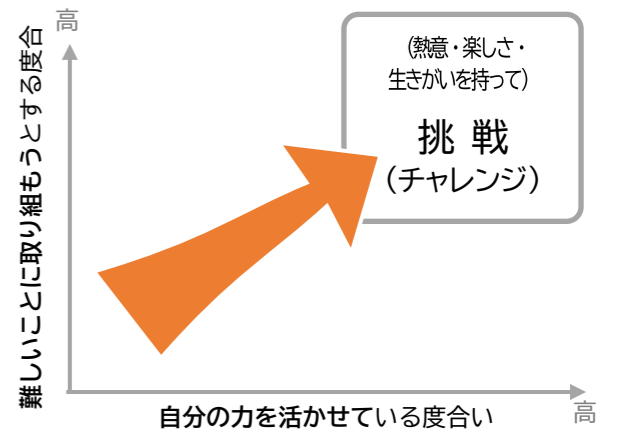 高
難しいことに取り組もうとする度合
(熱意・楽しさ・
生きがいを持って)
挑 戦
(チャレンジ)
自分の力を活かせている度合い
高